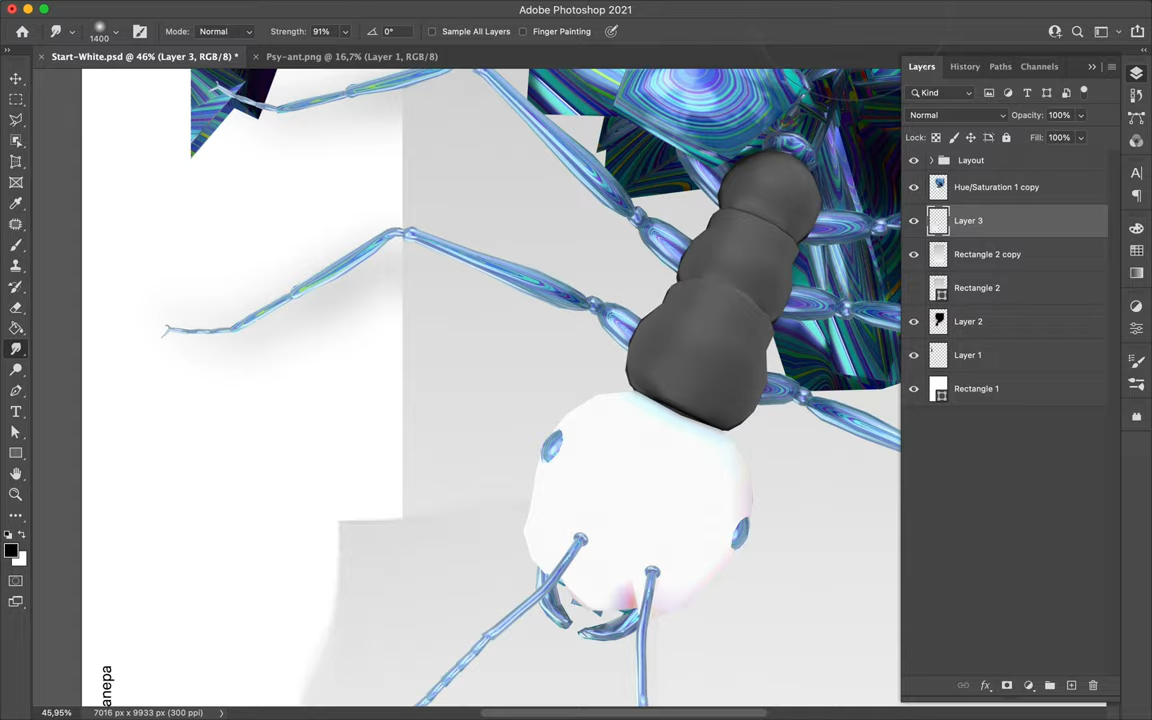 Adobe Photoshop 2021
1400
Mode: Normal
Strength: 91%
0°
Sample All Layers
Finger Painting
Start-White.psd @ 46% (Layer 3, RGB/8) *
Psy-ant.png @ 16,7% (Layer 1, RGB/8)
Layers
History
Paths
Channels
Kind
Normal
Opacity: 100%
Lock:
Fill: 100%
Layout
Hue/Saturation 1 copy
Layer 3
Rectangle 2 copy
Rectangle 2
Layer 2
Layer 1
Rectangle 1
fx
anepa
45,95%
7016 px x 9933 px (300 ppi)